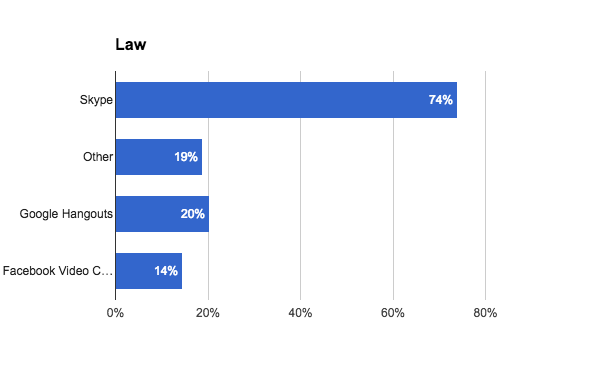 Law
Skype
74%
Other
19%
Google Hangouts
20%
Facebook Video C...
14%
0% 20% 40% 60% 80%